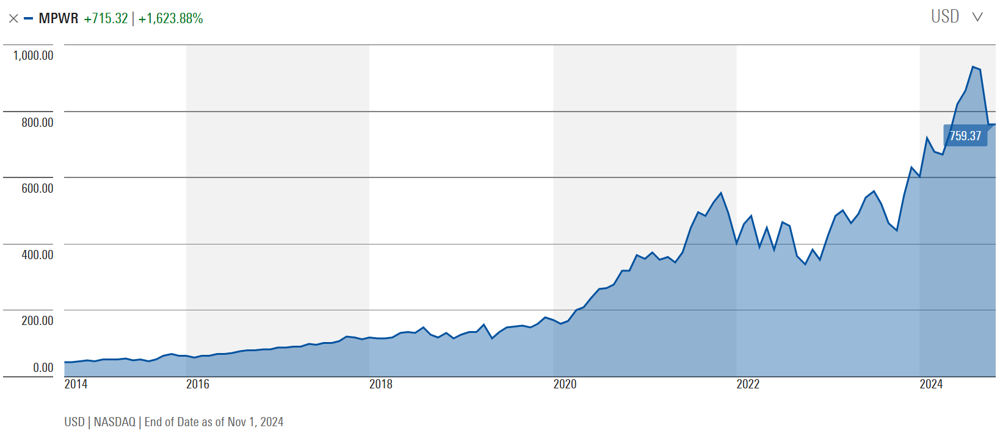 MPWR +715.32 | +1,623.88%
USD
1,000.00
800.00
759.37
600.00
400.00
200.00
0.00
2014 2016 2018 2020 2022 2024
USD | NASDAQ | End of Date as of Nov 1, 2024